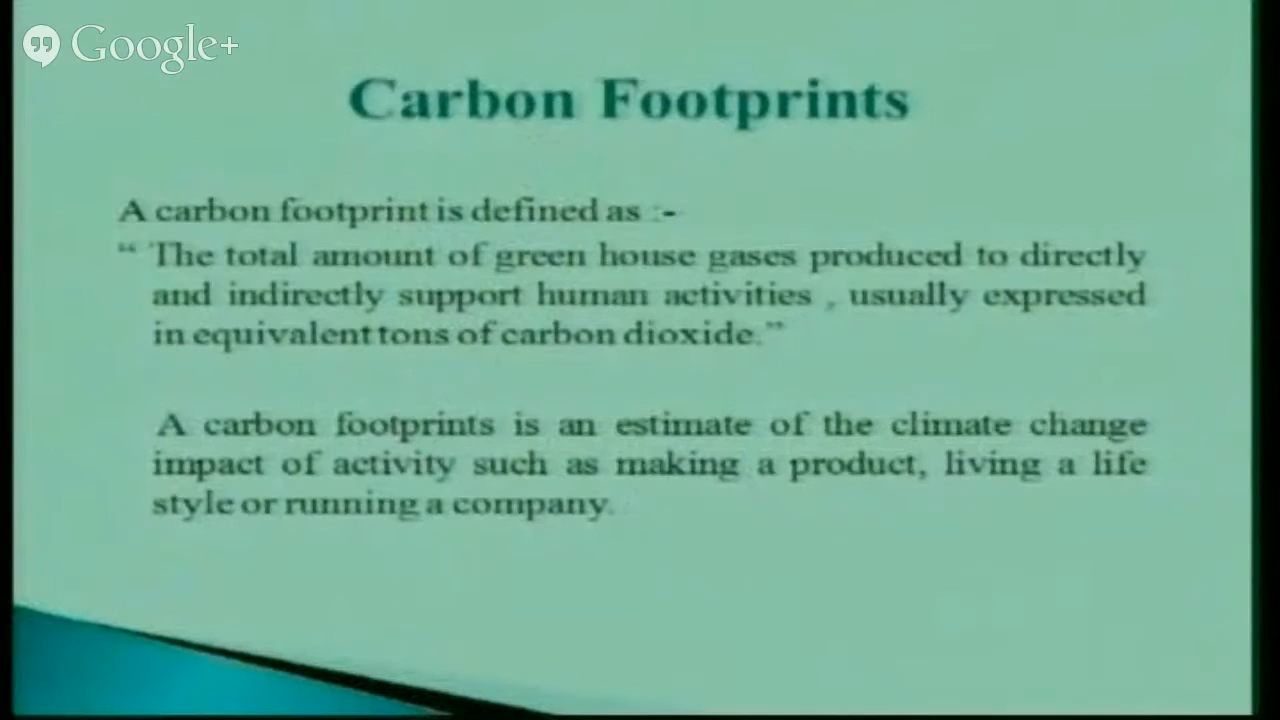 Google+
Carbon Footprints
A carbon footprint is defined as :-
“ The total amount of green house gases produced to directly
and indirectly support human activities , usually expressed
in equivalent tons of carbon dioxide.”
A carbon footprints is an estimate of the climate change
impact of activity such as making a product, living a life
style or running a company.